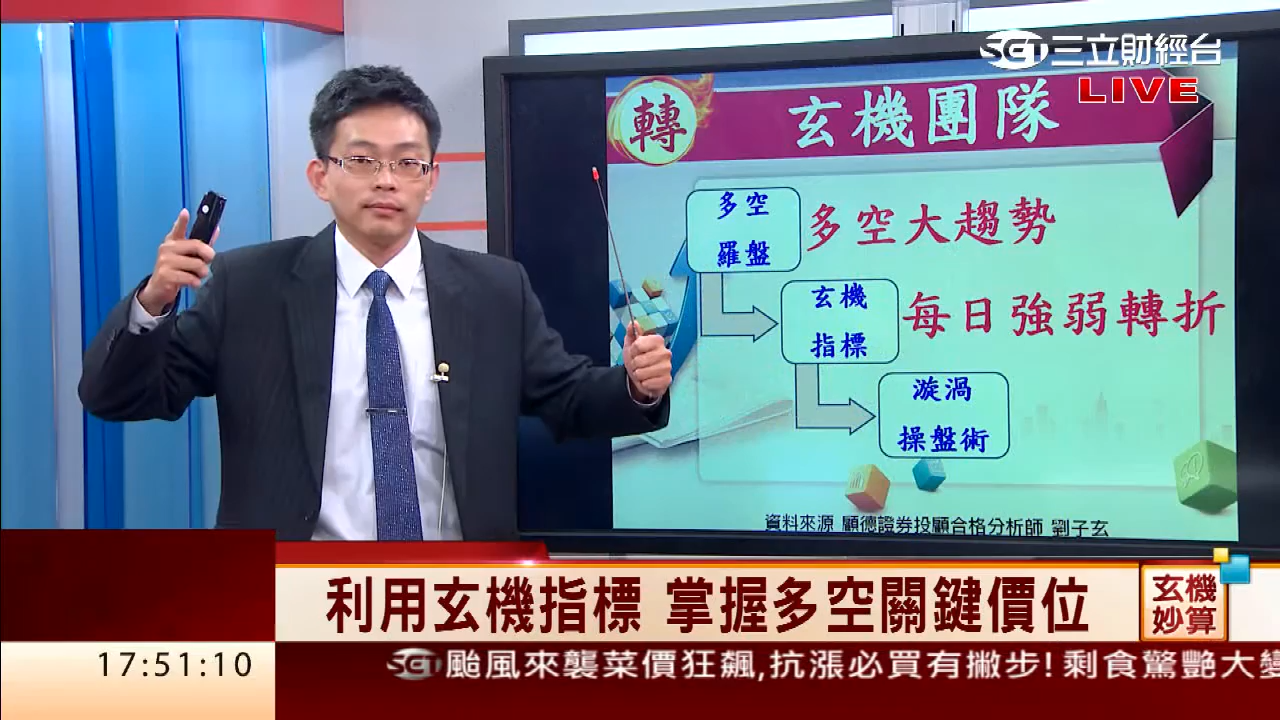 SET 三立財經台
LIVE
轉 玄機團隊
多空
羅盤
多空大趨勢
玄機
指標
每日強弱轉折
漩渦
操盤術
資料來源 顧德證券投顧合格分析師 劉子玄
利用玄機指標 掌握多空關鍵價位
玄機
妙算
17:51:10
SET 颱風來襲菜價狂飆,抗漲必買有撇步! 剩食驚艷大變